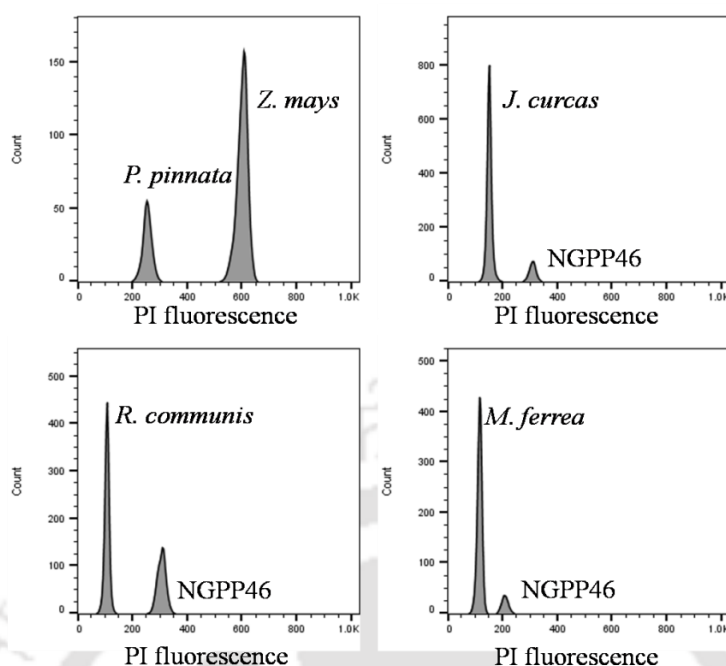 150
100
50
0
Count
P. pinnata
Z. mays
0 200 400 600 800 1.0K
PI fluorescence
800
600
400
200
0
Count
J. curcas
NGPP46
0 200 400 600 800 1.0K
PI fluorescence
500
400
300
200
100
0
Count
R. communis
NGPP46
0 200 400 600 800 1.0K
PI fluorescence
500
400
300
200
100
0
Count
M. ferrea
NGPP46
0 200 400 600 800 1.0K
PI fluorescence